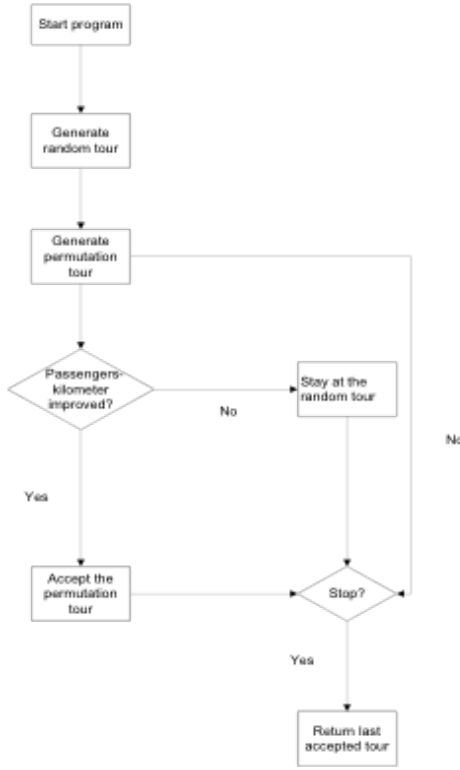 Start program
Generate
random tour
Generate
permutation
tour
Passengers-
kilometer
improved?
No
Stay at the
random tour
No
Yes
Accept the
permutation
tour
Stop?
Yes
Return last
accepted tour